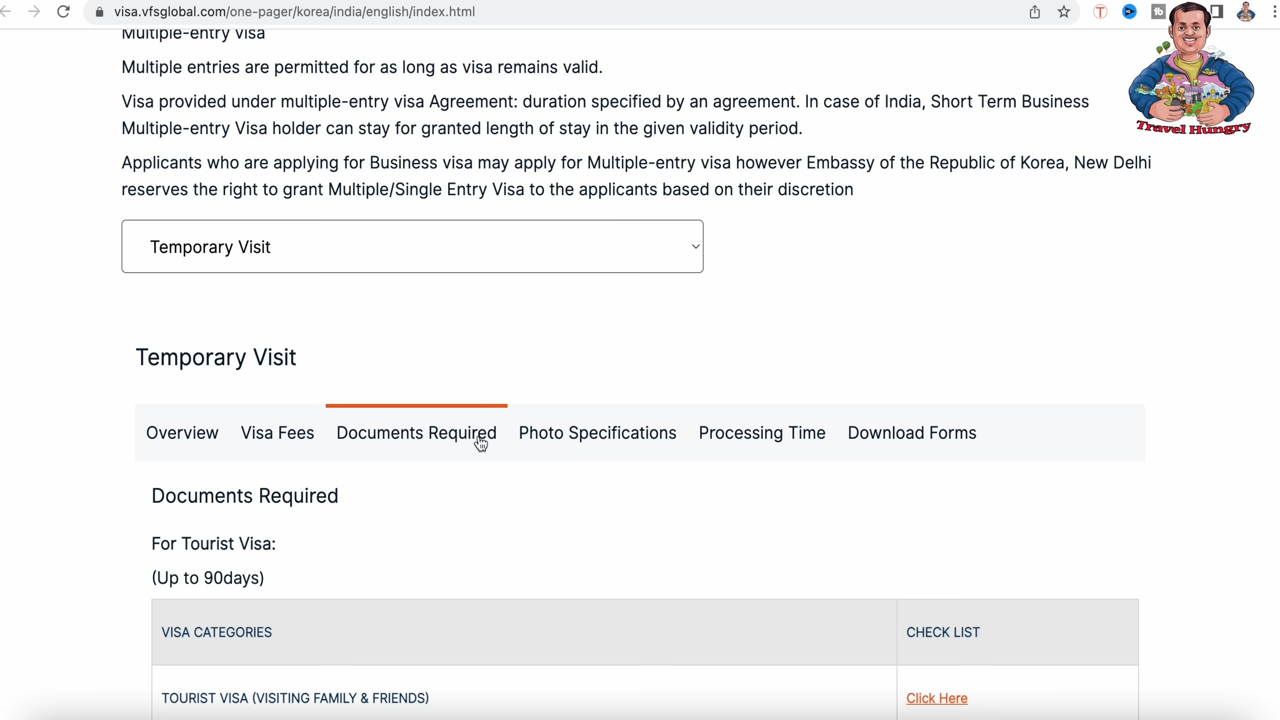 visa.vfsglobal.com/one-pager/korea/india/english/index.html
Travel Hungry
Multiple-entry visa
Multiple entries are permitted for as long as visa remains valid.
Visa provided under multiple-entry visa Agreement: duration specified by an agreement. In case of India, Short Term Business
Multiple-entry Visa holder can stay for granted length of stay in the given validity period.
Applicants who are applying for Business visa may apply for Multiple-entry visa however Embassy of the Republic of Korea, New Delhi
reserves the right to grant Multiple/Single Entry Visa to the applicants based on their discretion
Temporary Visit
Temporary Visit
Overview Visa Fees Documents Required Photo Specifications Processing Time Download Forms
Documents Required
For Tourist Visa:
(Up to 90days)
VISA CATEGORIES CHECK LIST
TOURIST VISA (VISITING FAMILY & FRIENDS) Click Here